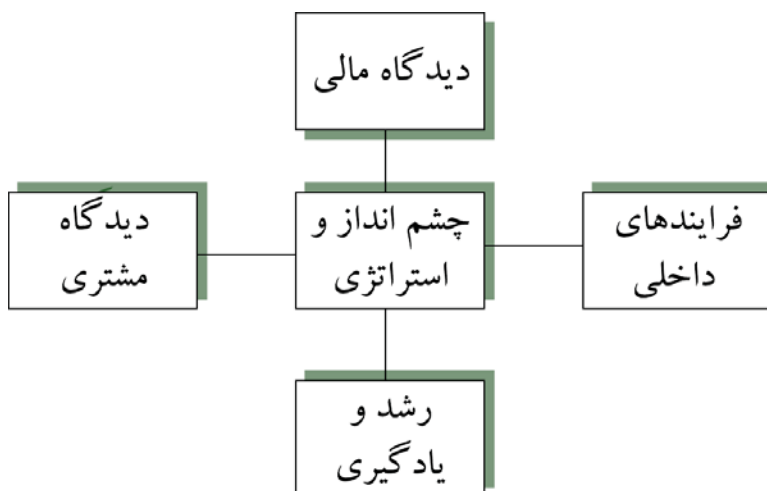 دیدگاه مالی
فرایندهای
داخلی
چشم انداز و
استراتژی
دیدگاه
مشتری
رشد و
یادگیری